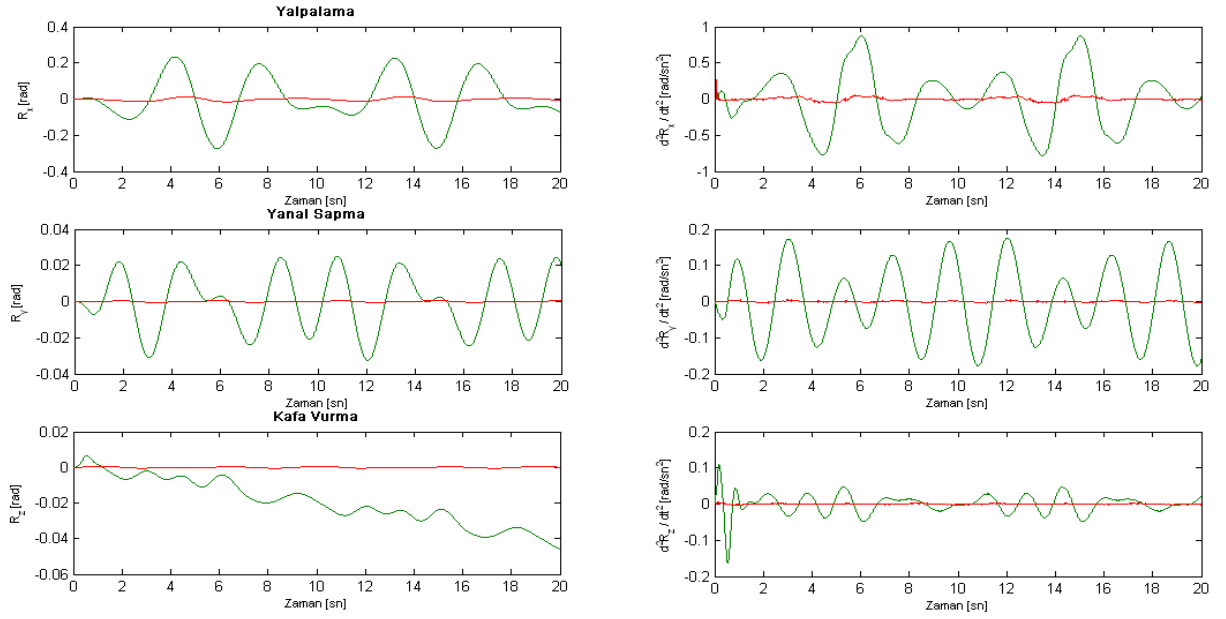 Yalpalama
0.4
0.2
0
-0.2
-0.4
R_x [rad]
0 2 4 6 8 10 12 14 16 18 20
Zaman [sn]
1
0.5
0
-0.5
-1
d²R_x / dt² [rad/sn²]
0 2 4 6 8 10 12 14 16 18 20
Zaman [sn]
Yanal Sapma
0.04
0.02
0
-0.02
-0.04
R_y [rad]
0 2 4 6 8 10 12 14 16 18 20
Zaman [sn]
0.2
0.1
0
-0.1
-0.2
d²R_y / dt² [rad/sn²]
0 2 4 6 8 10 12 14 16 18 20
Zaman [sn]
Kafa Vurma
0.02
0
-0.02
-0.04
-0.06
R_z [rad]
0 2 4 6 8 10 12 14 16 18 20
Zaman [sn]
0.2
0.1
0
-0.1
-0.2
d²R_z / dt² [rad/sn²]
0 2 4 6 8 10 12 14 16 18 20
Zaman [sn]